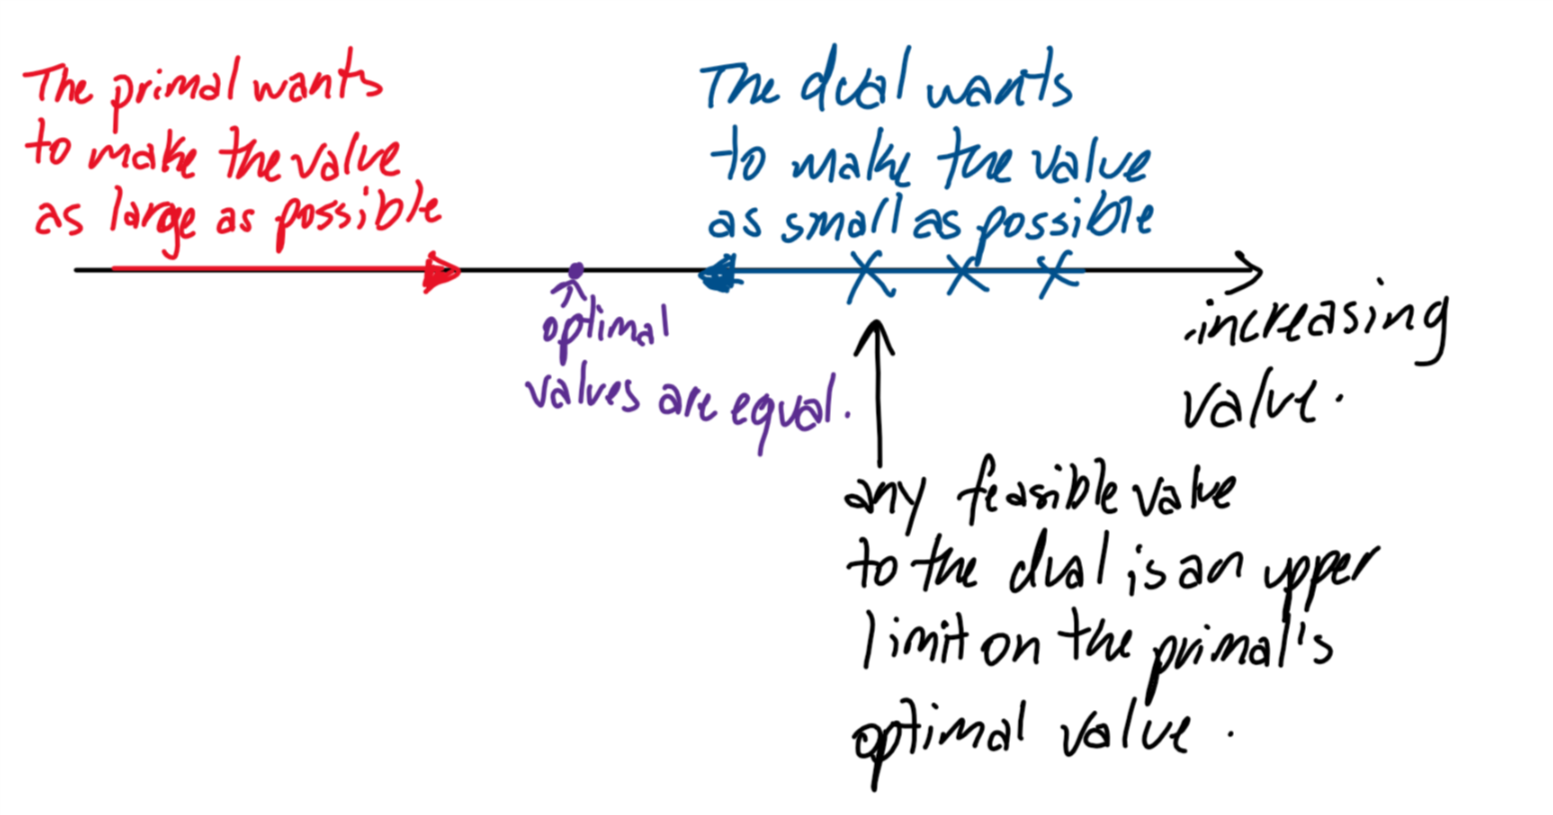 The primal wants
to make the value
as large as possible
The dual wants
to make the value
as small as possible
optimal
values are equal.
increasing
value.
any feasible value
to the dual is an upper
limit on the primal's
optimal value.